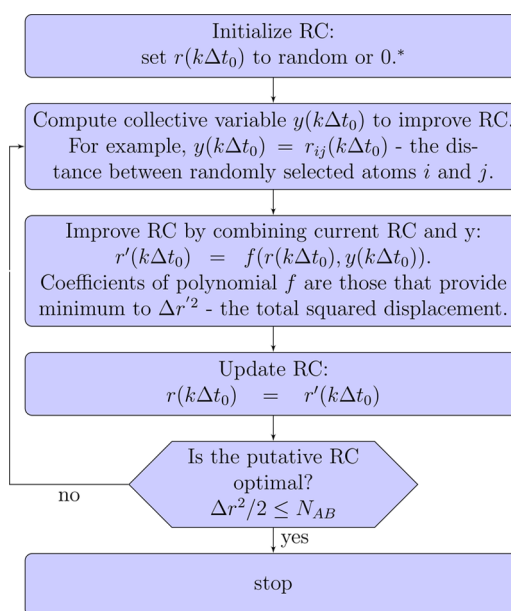 Initialize RC:
set r(kΔt₀) to random or 0.*
Compute collective variable y(kΔt₀) to improve RC.
For example, y(kΔt₀) = rᵢⱼ(kΔt₀) - the dis-
tance between randomly selected atoms i and j.
Improve RC by combining current RC and y:
r′(kΔt₀) = f(r(kΔt₀), y(kΔt₀)).
Coefficients of polynomial f are those that provide
minimum to Δr′² - the total squared displacement.
Update RC:
r(kΔt₀) = r′(kΔt₀)
Is the putative RC
optimal?
Δr²/2 ≤ N_{AB}
no
yes
stop